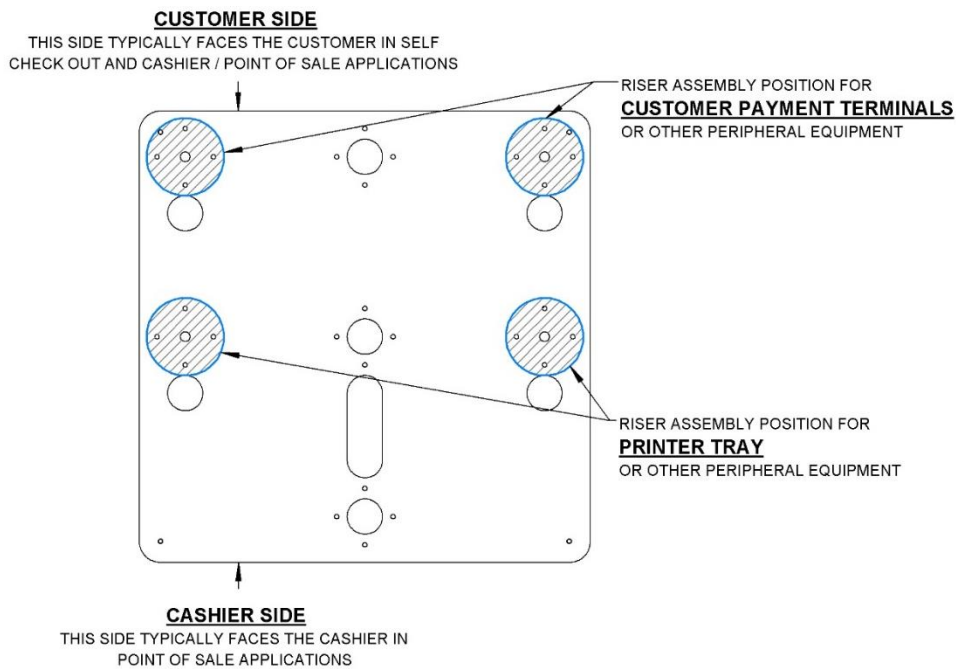 CUSTOMER SIDE
THIS SIDE TYPICALLY FACES THE CUSTOMER IN SELF
CHECK OUT AND CASHIER / POINT OF SALE APPLICATIONS
RISER ASSEMBLY POSITION FOR
CUSTOMER PAYMENT TERMINALS
OR OTHER PERIPHERAL EQUIPMENT
RISER ASSEMBLY POSITION FOR
PRINTER TRAY
OR OTHER PERIPHERAL EQUIPMENT
CASHIER SIDE
THIS SIDE TYPICALLY FACES THE CASHIER IN
POINT OF SALE APPLICATIONS